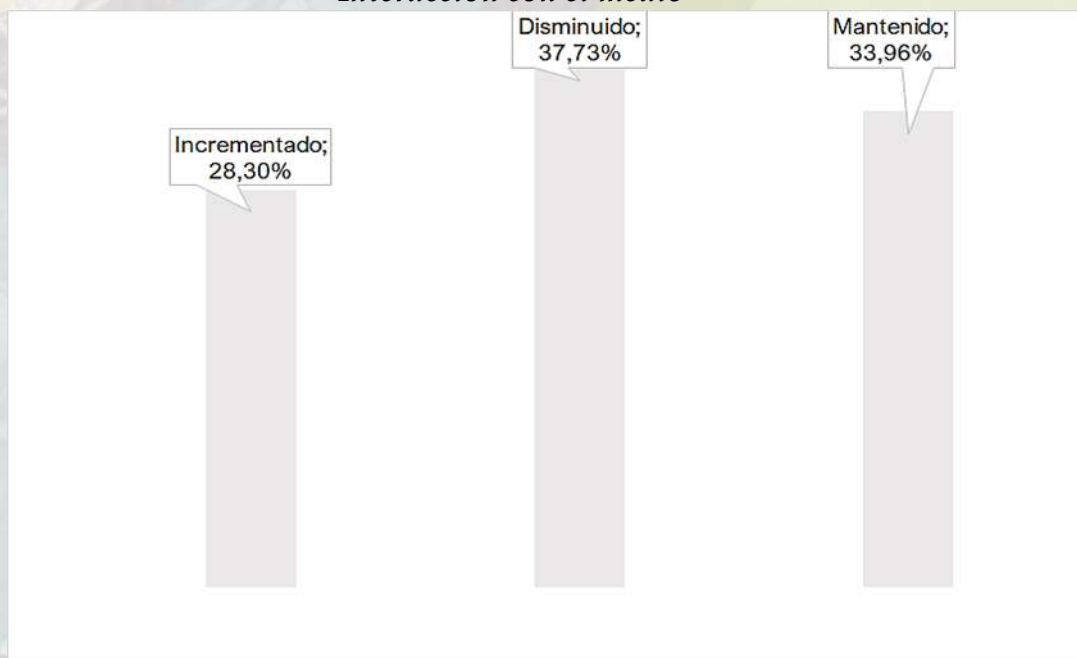 Disminuido;
37,73%
Mantenido;
33,96%
Incrementado;
28,30%